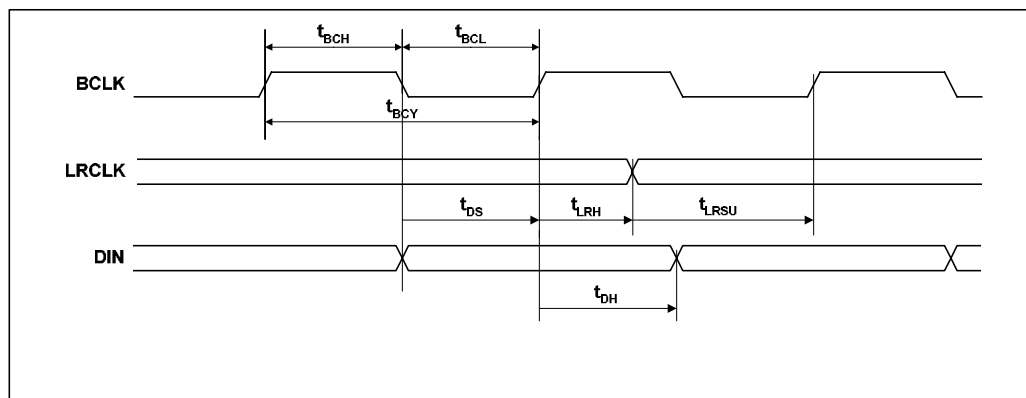 tBCH tBCL
BCLK
tBCY
LRCLK
tDS tLRH tLRSU
DIN
tDH